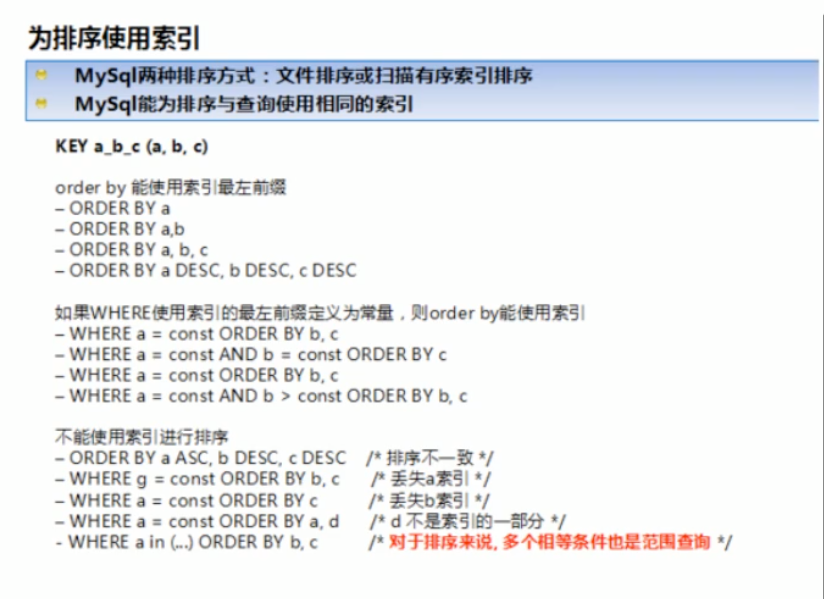 为排序使用索引
MySql两种排序方式：文件排序或扫描有序索引排序
MySql能为排序与查询使用相同的索引
KEY a_b_c (a, b, c)
order by 能使用索引最左前缀
– ORDER BY a
– ORDER BY a,b
– ORDER BY a, b, c
– ORDER BY a DESC, b DESC, c DESC
如果WHERE使用索引的最左前缀定义为常量，则order by能使用索引
– WHERE a = const ORDER BY b, c
– WHERE a = const AND b = const ORDER BY c
– WHERE a = const ORDER BY b, c
– WHERE a = const AND b > const ORDER BY b, c
不能使用索引进行排序
– ORDER BY a ASC, b DESC, c DESC /* 排序不一致 */
– WHERE g = const ORDER BY b, c /* 丢失a索引 */
– WHERE a = const ORDER BY c /* 丢失b索引 */
– WHERE a = const ORDER BY a, d /* d 不是索引的一部分 */
- WHERE a in (...) ORDER BY b, c /* 对于排序来说, 多个相等条件也是范围查询 */